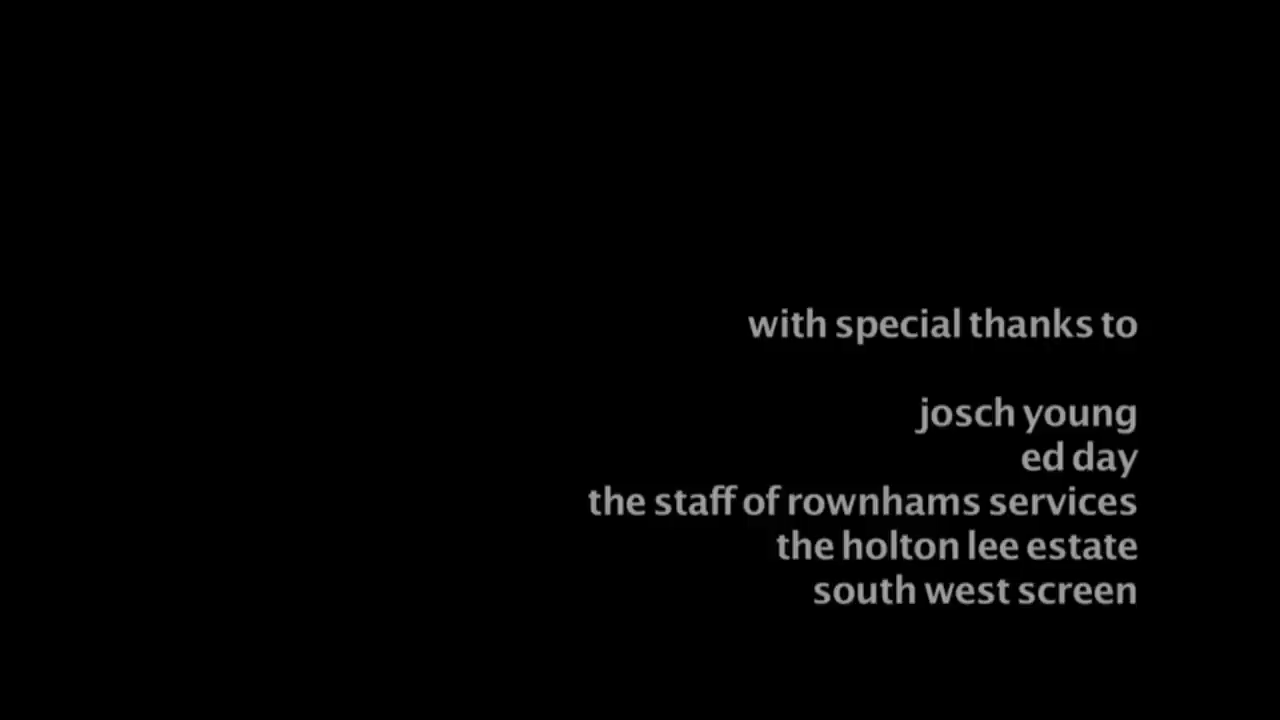 with special thanks to
josch young
ed day
the staff of rownhams services
the holton lee estate
south west screen